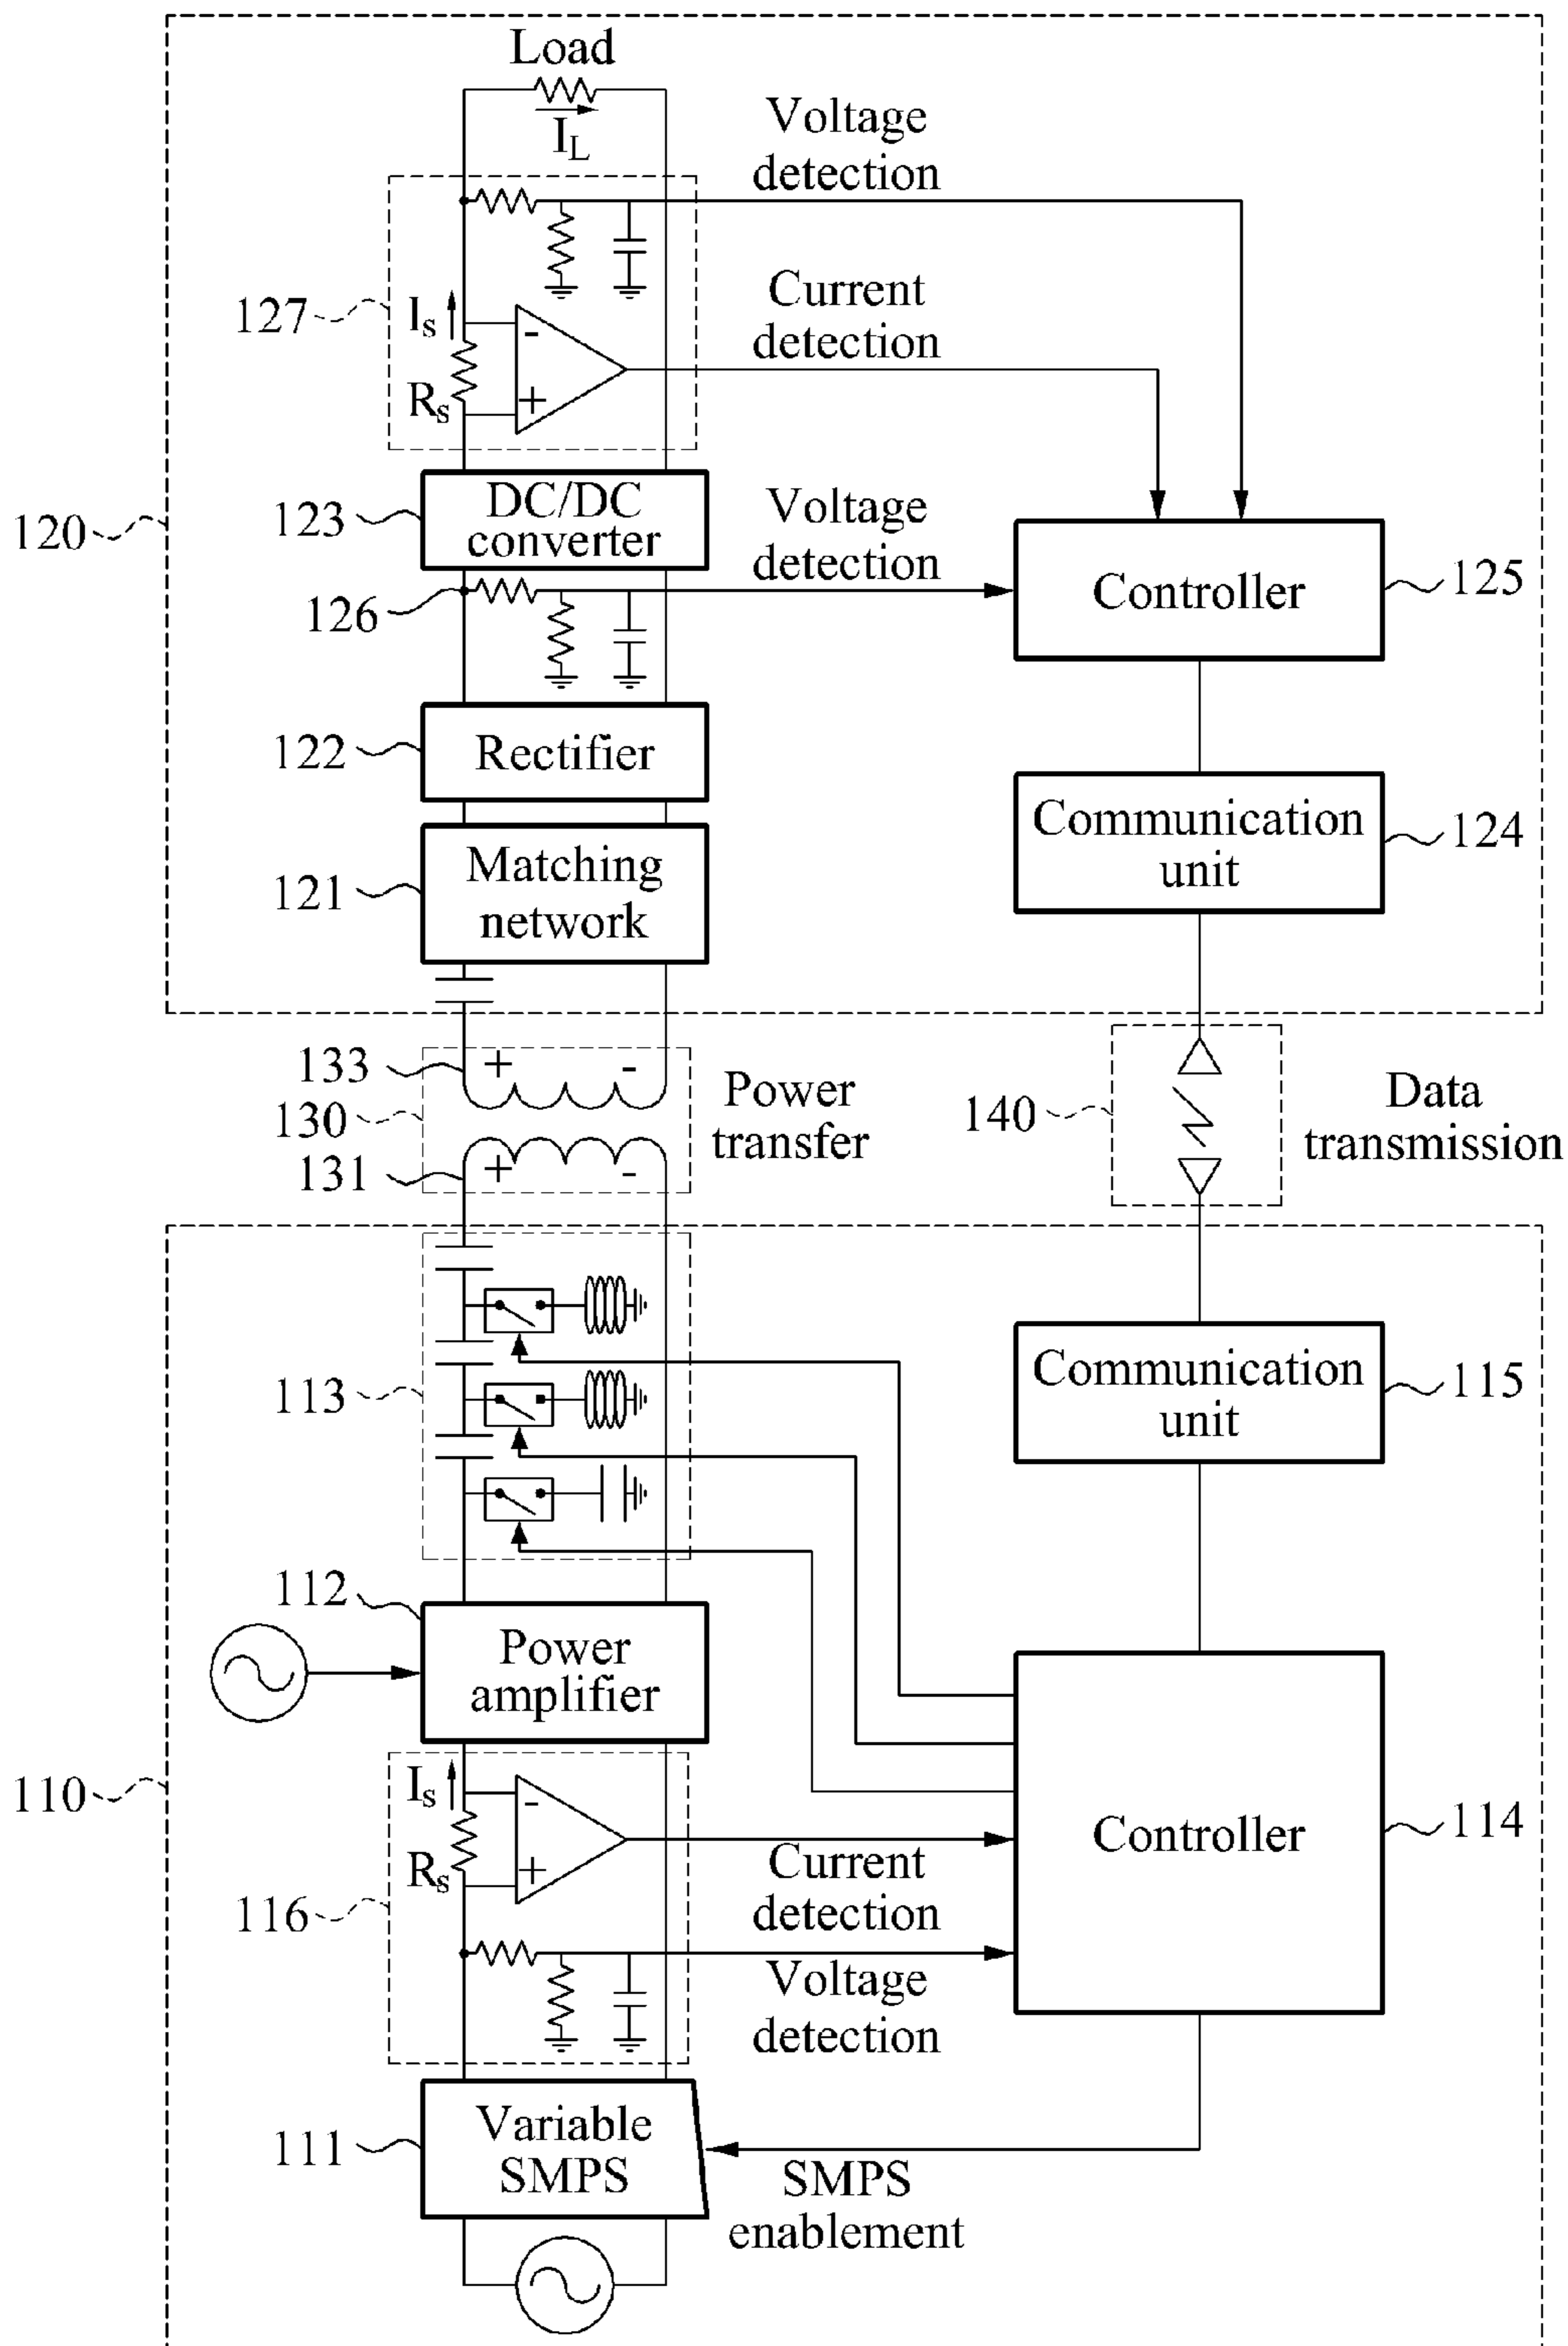 Load
I_L
Voltage
detection
127
I_s
-
Current
detection
R_s
+
120
123
DC/DC
converter
Voltage
detection
Controller
125
126
122
Rectifier
121
Matching
network
Communication
unit
124
133
+
-
130
Power
transfer
131
+
-
140
Data
transmission
113
Communication
unit
115
112
Power
amplifier
110
I_s
-
R_s
+
116
Current
detection
Voltage
detection
Controller
114
111
Variable
SMPS
SMPS
enablement